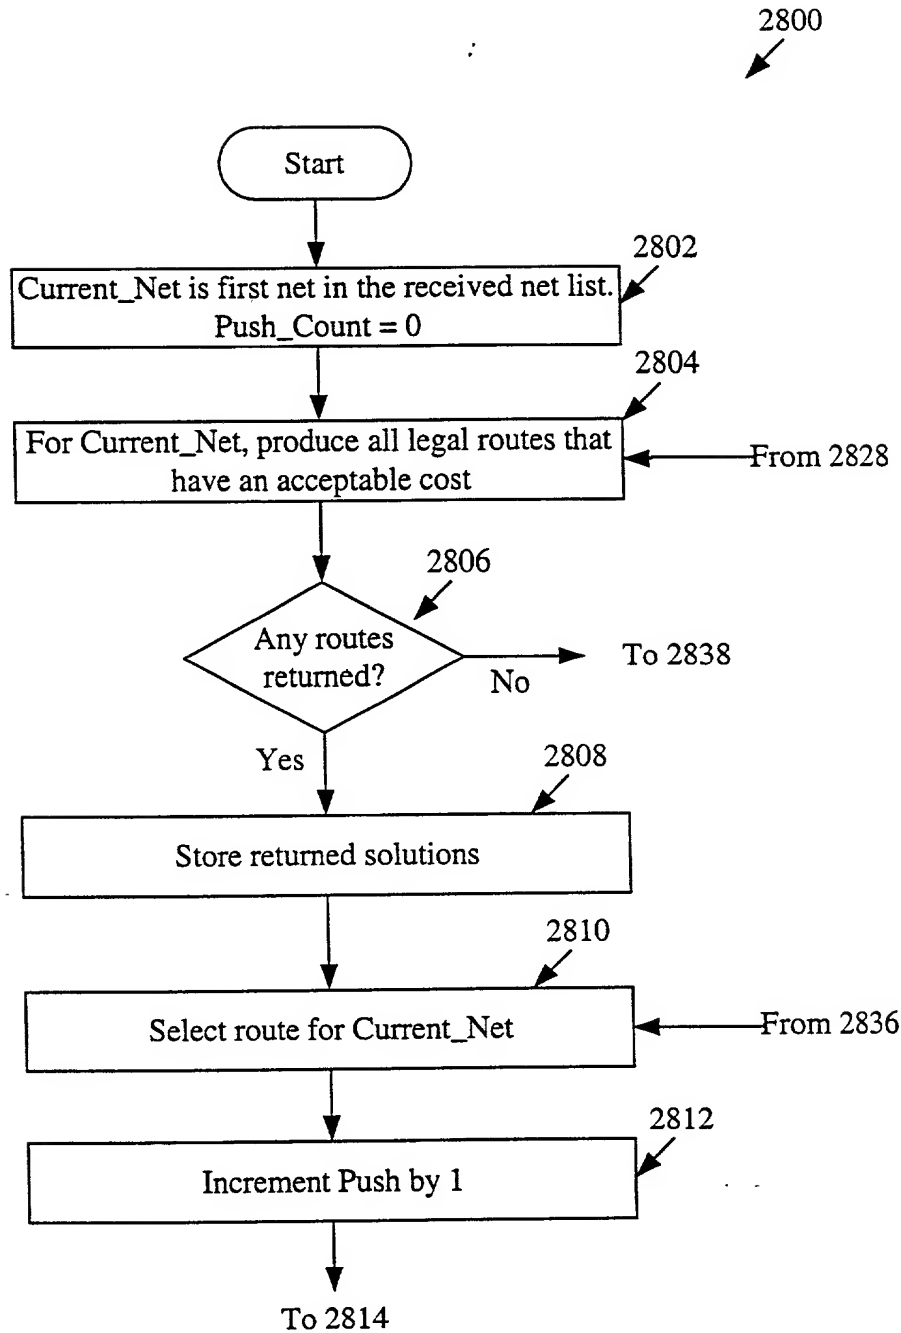 2800
Start
2802
Current_Net is first net in the received net list.
Push_Count = 0
2804
For Current_Net, produce all legal routes that
have an acceptable cost
From 2828
2806
Any routes
returned?
No
To 2838
Yes
2808
Store returned solutions
2810
Select route for Current_Net
From 2836
2812
Increment Push by 1
To 2814